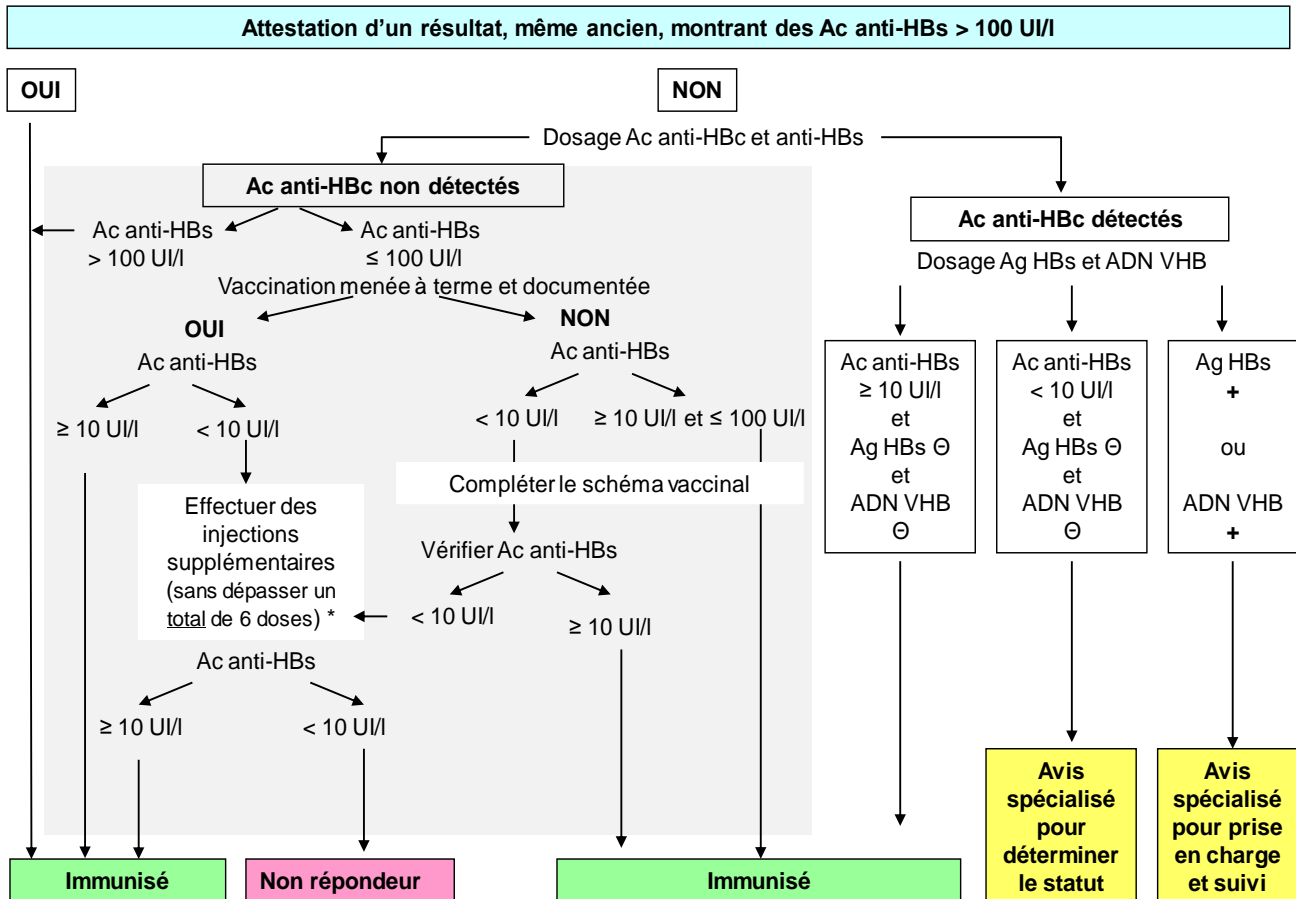 Attestation d'un résultat, même ancien, montrant des Ac anti-HBs > 100 UI/l
OUI
NON
Dosage Ac anti-HBc et anti-HBs
Ac anti-HBc non détectés
Ac anti-HBs
> 100 UI/l
Ac anti-HBs
≤ 100 UI/l
Vaccination menée à terme et documentée
OUI
Ac anti-HBs
≥ 10 UI/l
< 10 UI/l
Effectuer des
injections
supplémentaires
(sans dépasser un
total de 6 doses) *
Ac anti-HBs
≥ 10 UI/l
< 10 UI/l
NON
Ac anti-HBs
< 10 UI/l
≥ 10 UI/l et ≤ 100 UI/l
Compléter le schéma vaccinal
Vérifier Ac anti-HBs
< 10 UI/l
≥ 10 UI/l
Ac anti-HBc détectés
Dosage Ag HBs et ADN VHB
Ac anti-HBs
≥ 10 UI/l
et
Ag HBs Θ
et
ADN VHB
Θ
Ac anti-HBs
< 10 UI/l
et
Ag HBs Θ
et
ADN VHB
Θ
Ag HBs
+
ou
ADN VHB
+
Immunisé
Non répondeur
Immunisé
Avis
spécialisé
pour
déterminer
le statut
Avis
spécialisé
pour prise
en charge
et suivi